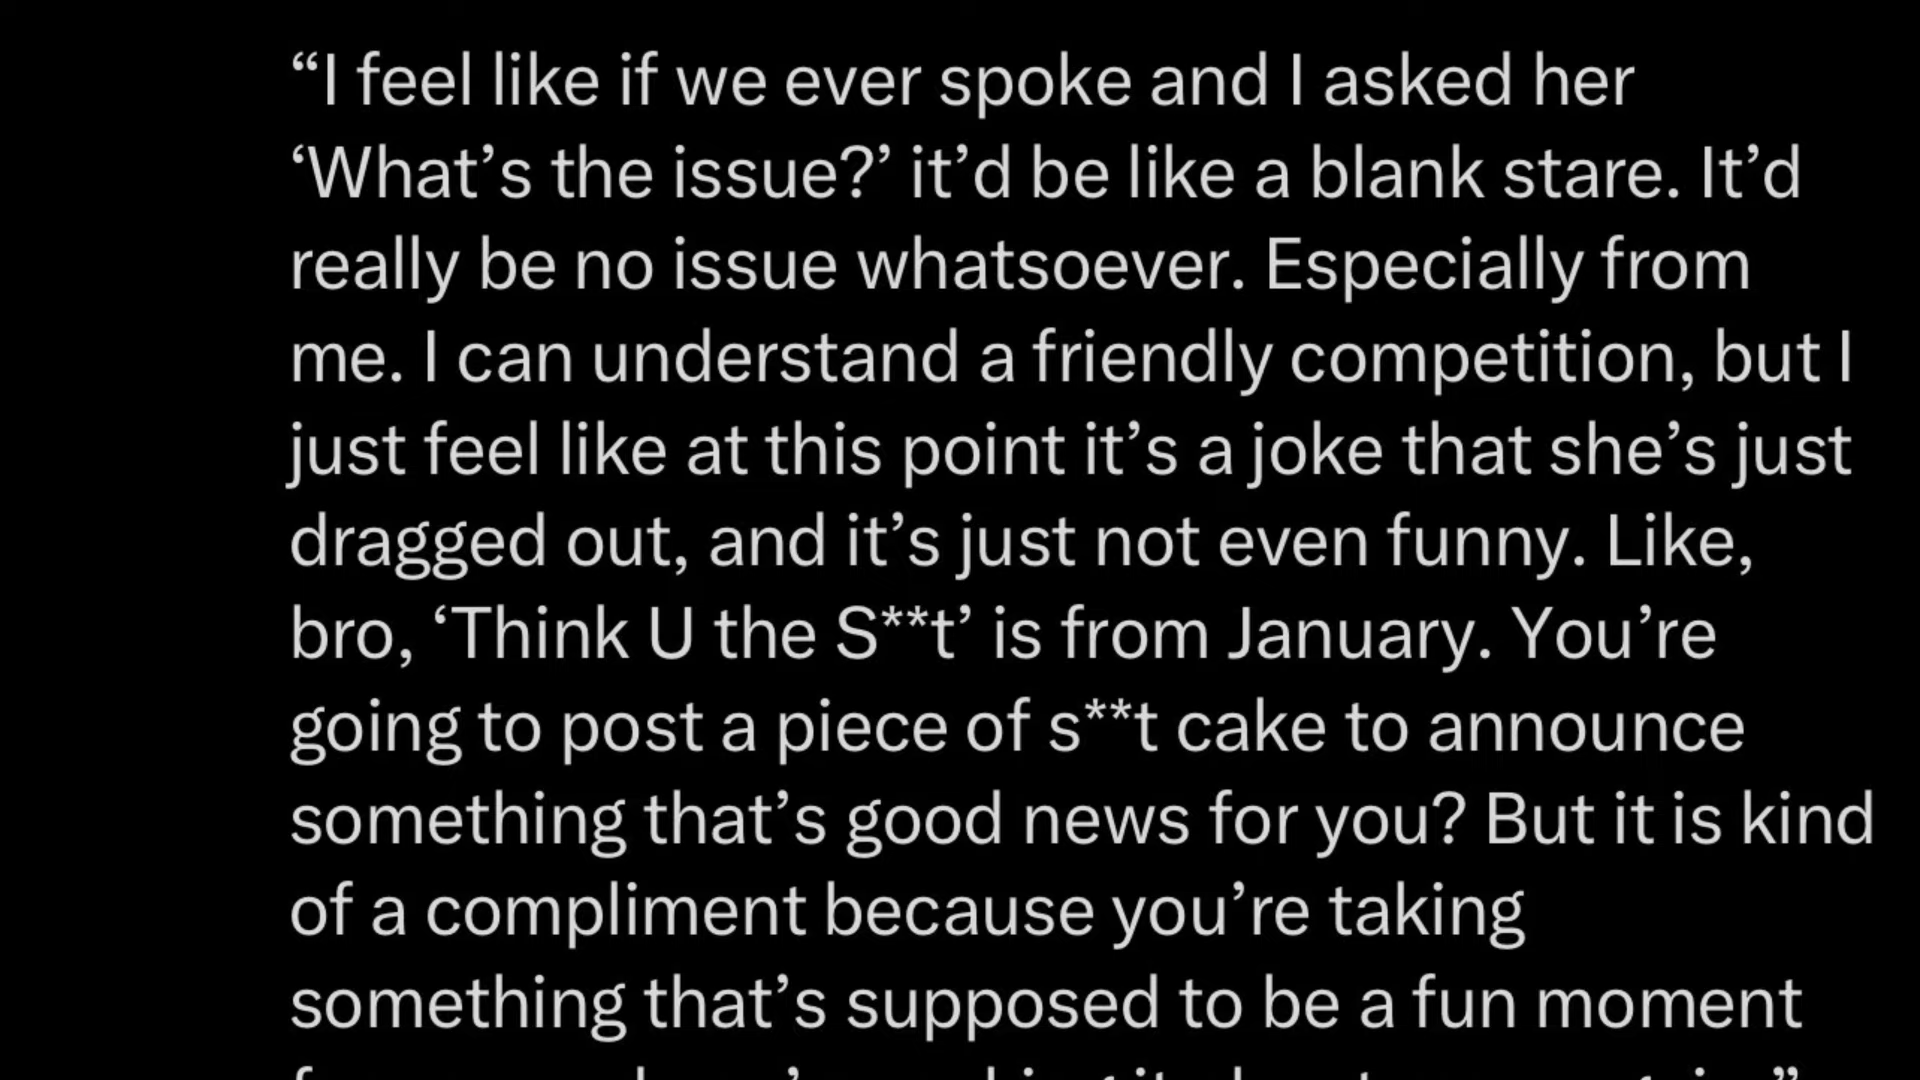 “I feel like if we ever spoke and I asked her
‘What’s the issue?’ it’d be like a blank stare. It’d
really be no issue whatsoever. Especially from
me. I can understand a friendly competition, but I
just feel like at this point it’s a joke that she’s just
dragged out, and it’s just not even funny. Like,
bro, ‘Think U the S**t’ is from January. You’re
going to post a piece of s**t cake to announce
something that’s good news for you? But it is kind
of a compliment because you’re taking
something that’s supposed to be a fun moment